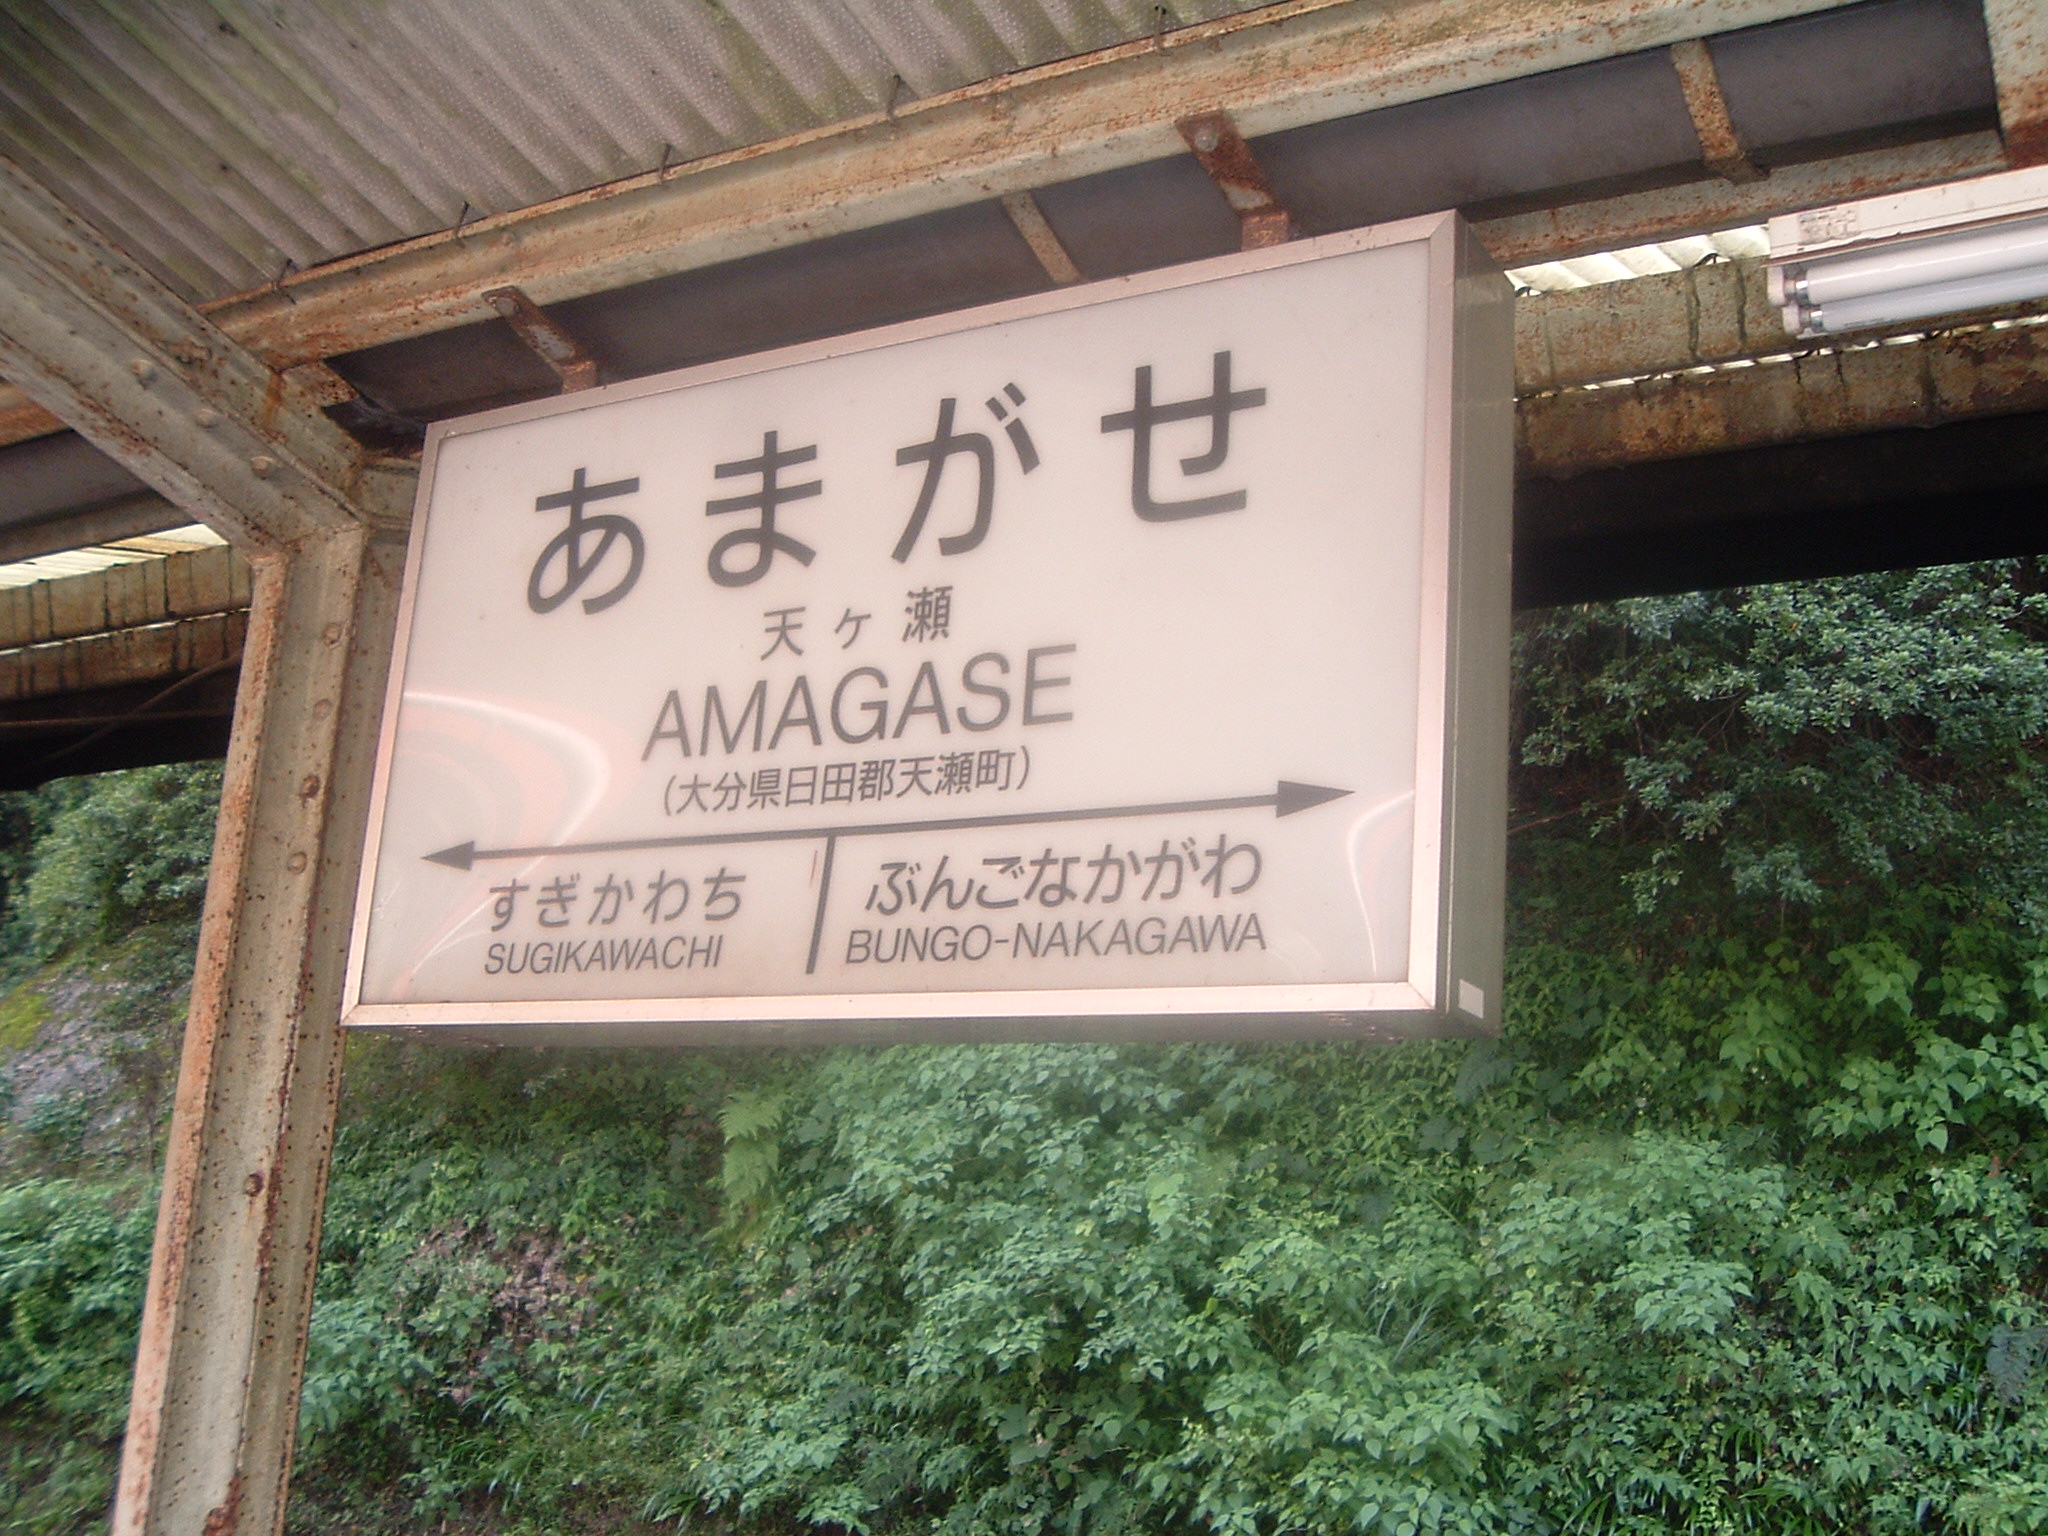 あまがせ
天ヶ瀬
AMAGASE
(大分県日田郡天瀬町)
すぎかわち
SUGIKAWACHI
ぶんごなかがわ
BUNGO-NAKAGAWA